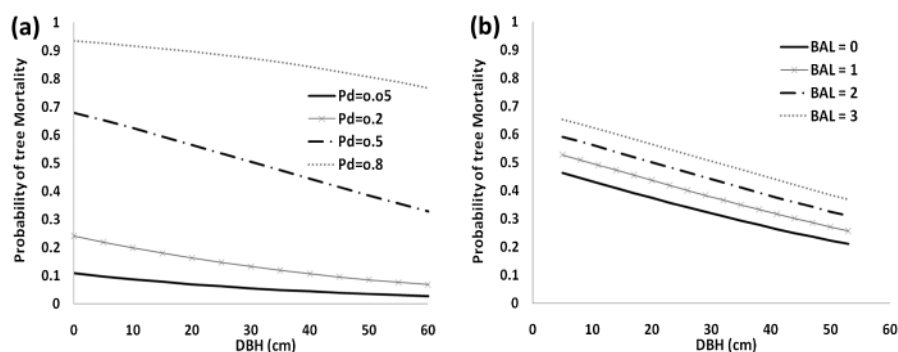 (a)
Probability of tree Mortality
1
0.9
0.8
0.7
0.6
0.5
0.4
0.3
0.2
0.1
0
0 10 20 30 40 50 60
DBH (cm)
Pd=o.o5
Pd=o.2
Pd=o.5
Pd=o.8
(b)
Probability of tree Mortality
1
0.9
0.8
0.7
0.6
0.5
0.4
0.3
0.2
0.1
0
0 10 20 30 40 50 60
DBH (cm)
BAL = 0
BAL = 1
BAL = 2
BAL = 3